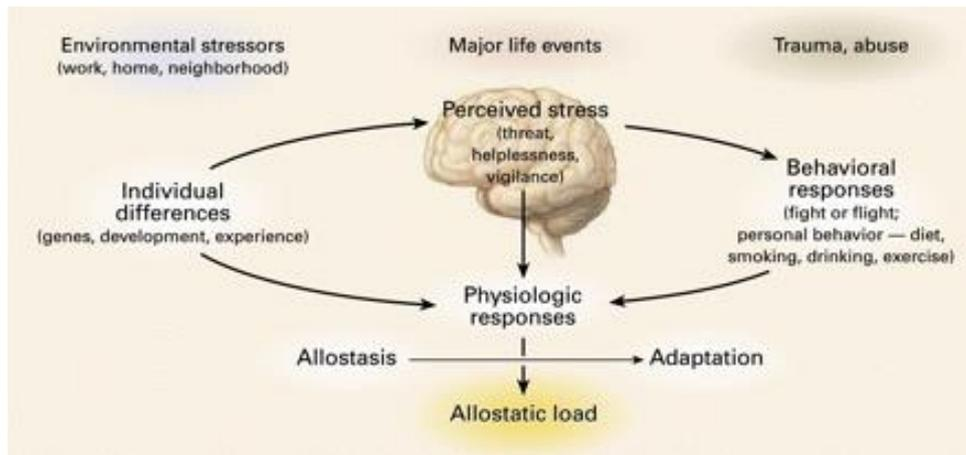 Environmental stressors
(work, home, neighborhood)
Major life events
Trauma, abuse
Perceived stress
(threat,
helplessness,
vigilance)
Individual
differences
(genes, development, experience)
Behavioral
responses
(fight or flight;
personal behavior — diet,
smoking, drinking, exercise)
Physiologic
responses
Allostasis
Adaptation
Allostatic load